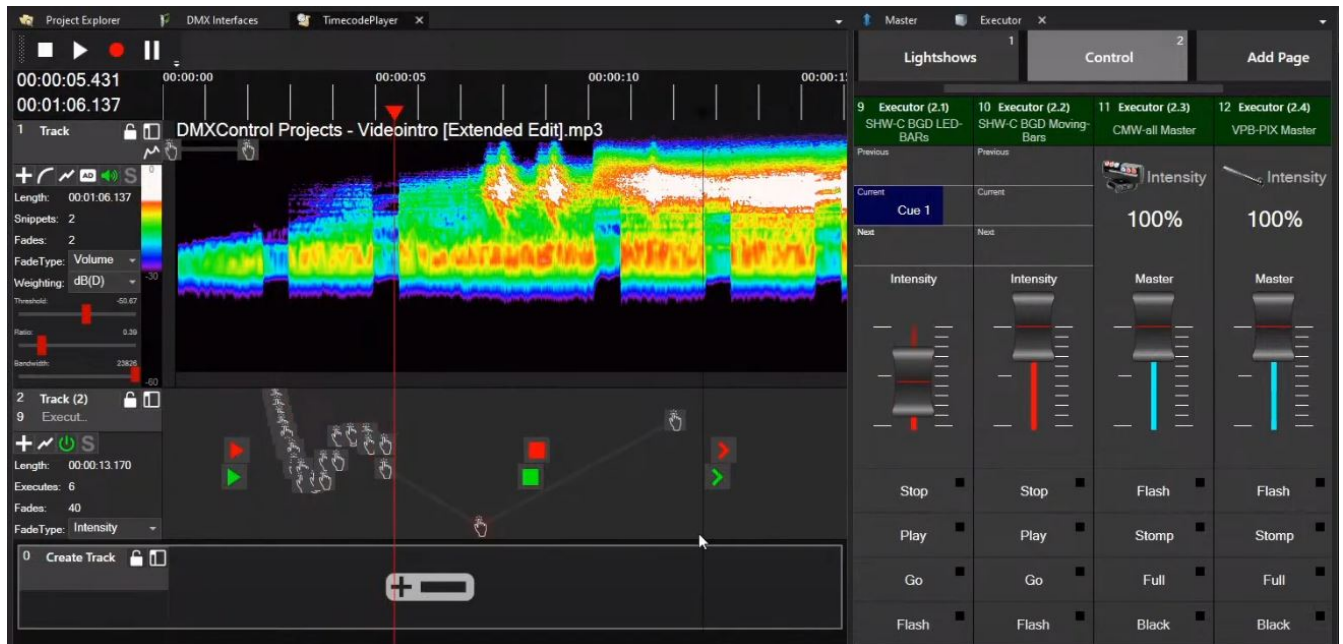 Project Explorer
DMX Interfaces
TimecodePlayer
00:00:05.431
00:01:06.137
00:00:00
00:00:05
00:00:10
00:00:1
1 Track
DMXControl Projects - Videointro [Extended Edit].mp3
AD
S
0
Length: 00:01:06.137
Snippets: 2
Fades: 2
FadeType: Volume
Weighting: dB(D)
-30
Threshold: -50.67
Ratio: 0.39
Bandwidth: 23826
-60
2 Track (2)
9 Execut..
S
Length: 00:00:13.170
Executes: 6
Fades: 40
FadeType: Intensity
0 Create Track
Master
Executor
Lightshows 1
Control 2
Add Page
9 Executor (2.1)
SHW-C BGD LED-
BARs
Previous
Current
Cue 1
Next
Intensity
Stop
Play
Go
Flash
10 Executor (2.2)
SHW-C BGD Moving-
Bars
Previous
Current
Next
Intensity
Stop
Play
Go
Flash
11 Executor (2.3)
CMW-all Master
Intensity
100%
Master
Flash
Stomp
Full
Black
12 Executor (2.4)
VPB-PIX Master
Intensity
100%
Master
Flash
Stomp
Full
Black